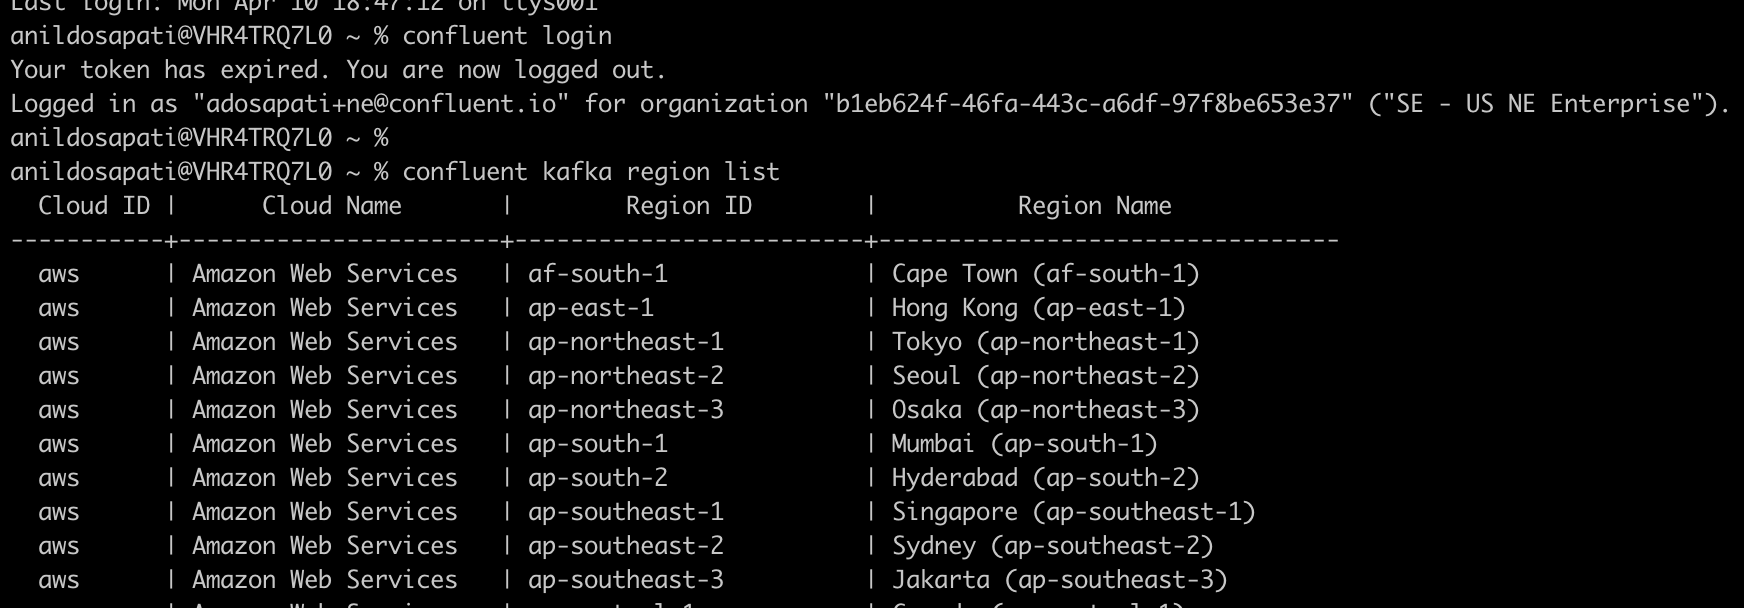 Last login: Mon Apr 10 18:47:12 on ttys001
anildosapati@VHR4TRQ7L0 ~ % confluent login
Your token has expired. You are now logged out.
Logged in as "adosapati+ne@confluent.io" for organization "b1eb624f-46fa-443c-a6df-97f8be653e37" ("SE - US NE Enterprise").
anildosapati@VHR4TRQ7L0 ~ %
anildosapati@VHR4TRQ7L0 ~ % confluent kafka region list
  Cloud ID |      Cloud Name       |        Region ID        |          Region Name
-----------+-----------------------+-------------------------+---------------------------------
  aws      | Amazon Web Services   | af-south-1              | Cape Town (af-south-1)
  aws      | Amazon Web Services   | ap-east-1               | Hong Kong (ap-east-1)
  aws      | Amazon Web Services   | ap-northeast-1          | Tokyo (ap-northeast-1)
  aws      | Amazon Web Services   | ap-northeast-2          | Seoul (ap-northeast-2)
  aws      | Amazon Web Services   | ap-northeast-3          | Osaka (ap-northeast-3)
  aws      | Amazon Web Services   | ap-south-1              | Mumbai (ap-south-1)
  aws      | Amazon Web Services   | ap-south-2              | Hyderabad (ap-south-2)
  aws      | Amazon Web Services   | ap-southeast-1          | Singapore (ap-southeast-1)
  aws      | Amazon Web Services   | ap-southeast-2          | Sydney (ap-southeast-2)
  aws      | Amazon Web Services   | ap-southeast-3          | Jakarta (ap-southeast-3)